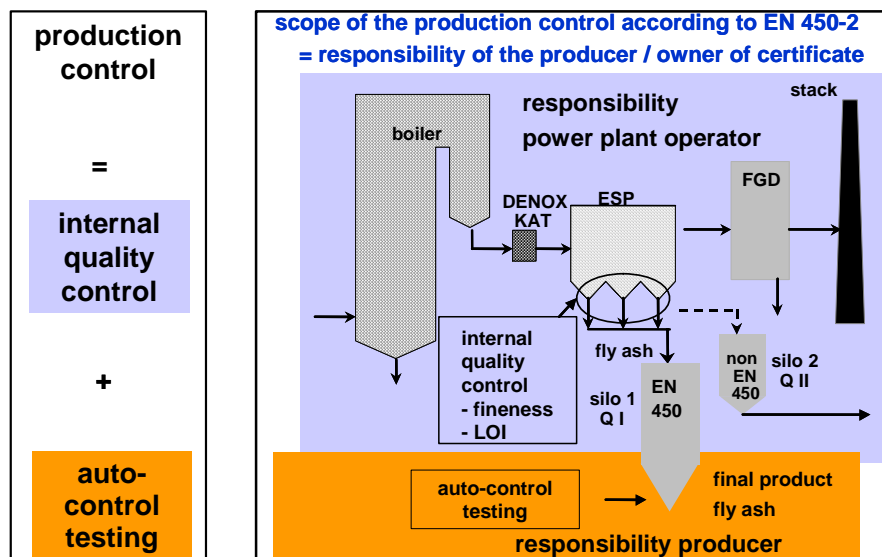 production
control
=
internal
quality
control
+
auto-
control
testing
scope of the production control according to EN 450-2
= responsibility of the producer / owner of certificate
responsibility
power plant operator
stack
boiler
FGD
DENOX
KAT
ESP
internal
quality
control
- fineness
- LOI
fly ash
silo 1
Q I
EN
450
non
EN
450
silo 2
Q II
auto-control
testing
final product
fly ash
responsibility producer